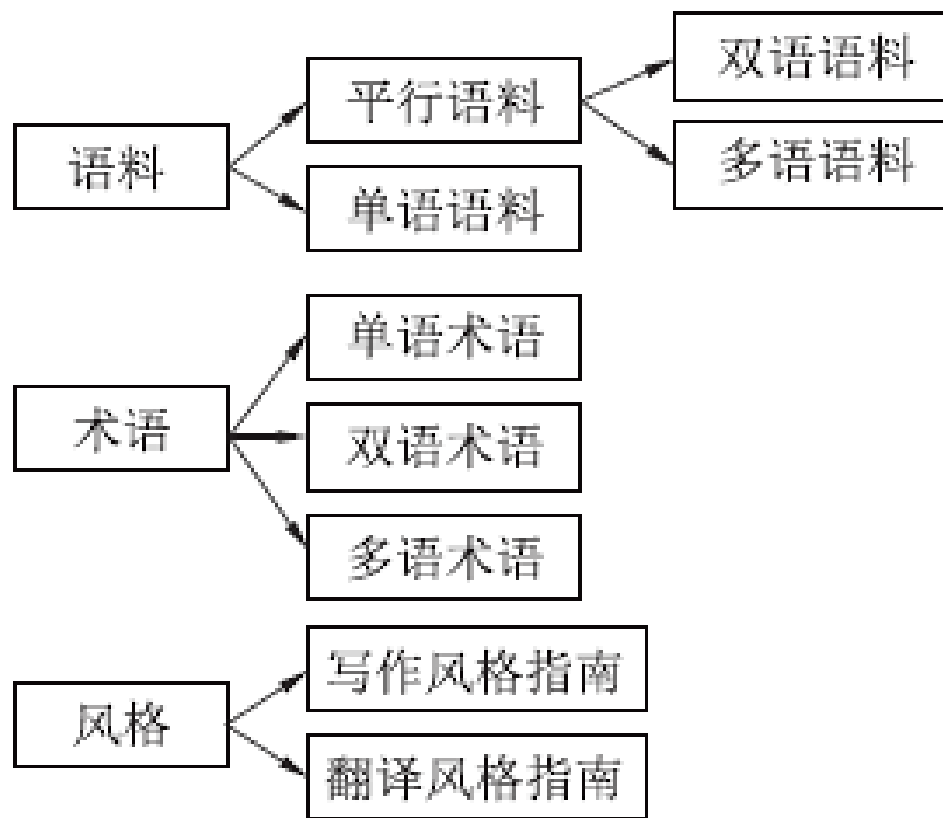 语料
平行语料
双语语料
多语语料
单语语料
术语
单语术语
双语术语
多语术语
风格
写作风格指南
翻译风格指南